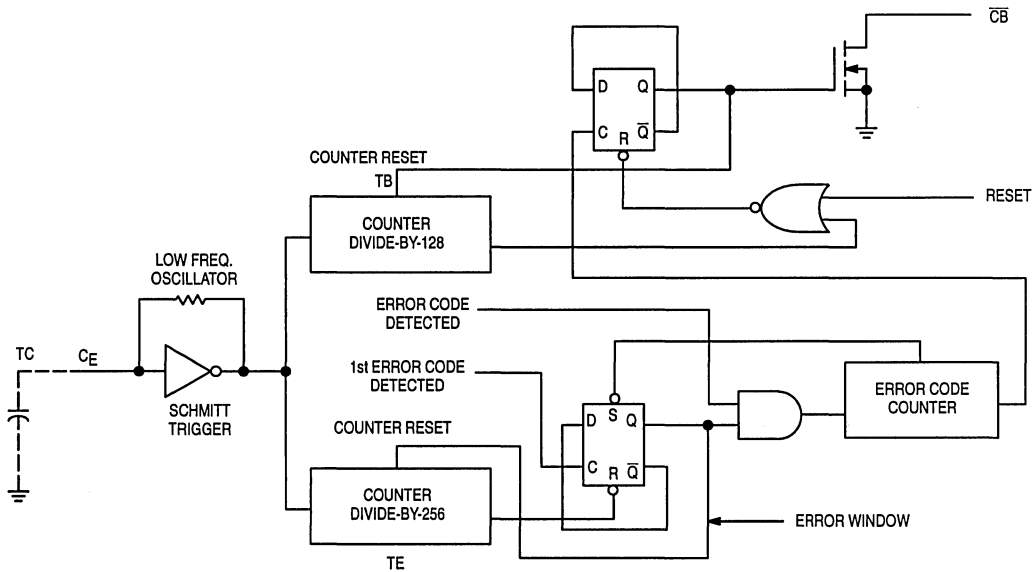 C̅B̅
D Q
C Q̅
R
COUNTER RESET
TB
COUNTER
DIVIDE-BY-128
RESET
LOW FREQ.
OSCILLATOR
TC
CE
SCHMITT
TRIGGER
ERROR CODE
DETECTED
1st ERROR CODE
DETECTED
ERROR CODE
COUNTER
D S Q
C R Q̅
COUNTER RESET
COUNTER
DIVIDE-BY-256
TE
ERROR WINDOW